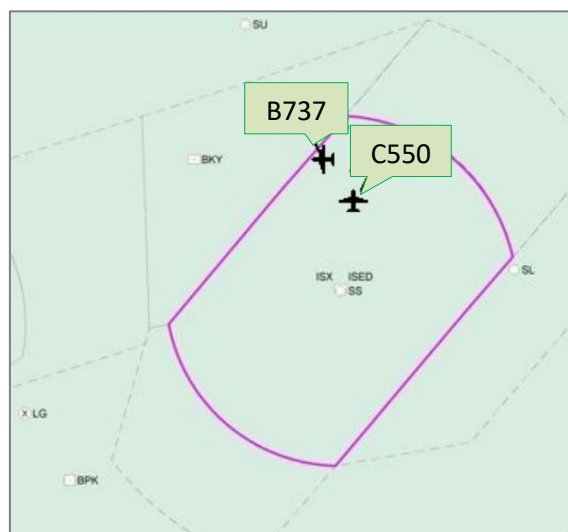 SU
B737
C550
BKY
ISX ISED
SL
SS
X LG
BPK